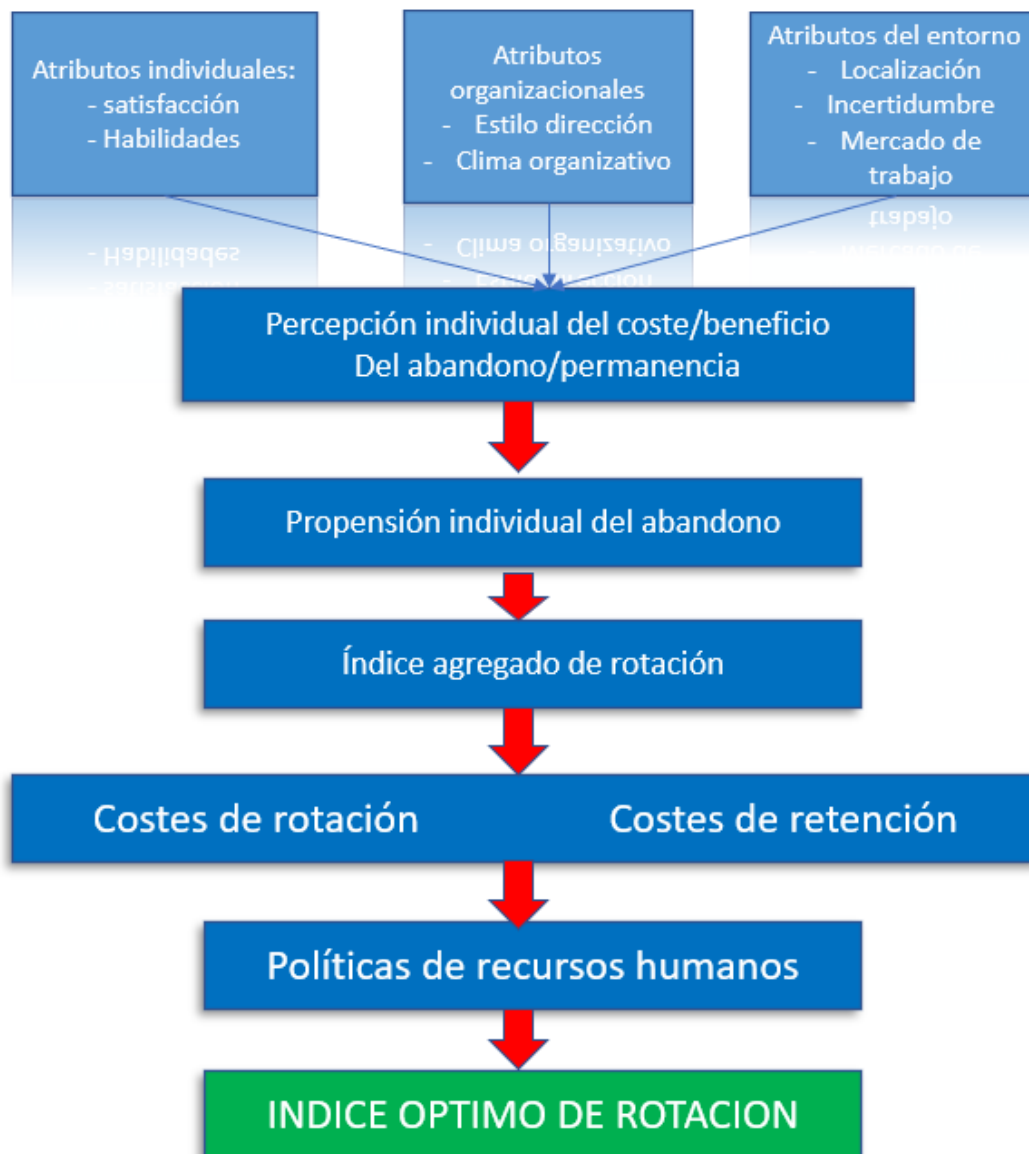 Atributos individuales:
- satisfacción
- Habilidades
Atributos
organizacionales
- Estilo dirección
- Clima organizativo
Atributos del entorno
- Localización
- Incertidumbre
- Mercado de
trabajo
Percepción individual del coste/beneficio
Del abandono/permanencia
Propensión individual del abandono
Índice agregado de rotación
Costes de rotación
Costes de retención
Políticas de recursos humanos
INDICE OPTIMO DE ROTACION